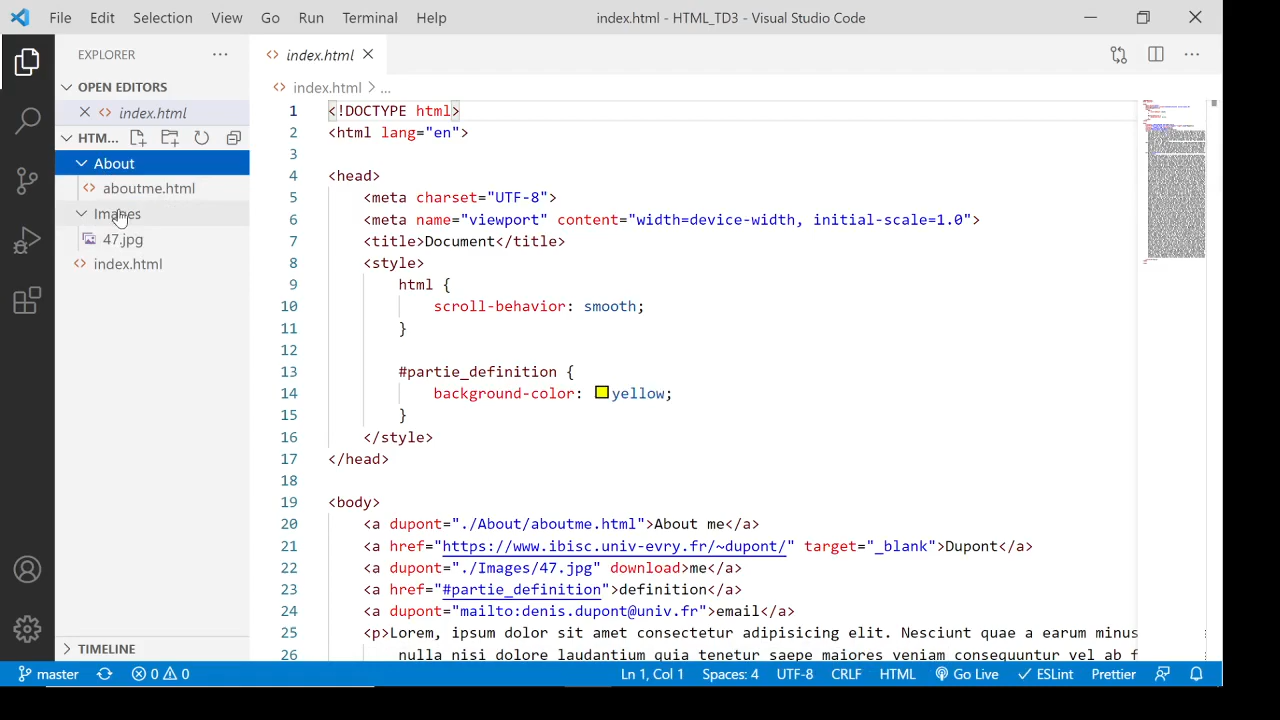 File Edit Selection View Go Run Terminal Help index.html - HTML_TD3 - Visual Studio Code
EXPLORER
index.html
OPEN EDITORS
index.html
index.html > ...
HTM...
About
aboutme.html
Images
47.jpg
index.html
TIMELINE
1 <!DOCTYPE html>
2 <html lang="en">
3
4 <head>
5 <meta charset="UTF-8">
6 <meta name="viewport" content="width=device-width, initial-scale=1.0">
7 <title>Document</title>
8 <style>
9 html {
10 scroll-behavior: smooth;
11 }
12
13 #partie_definition {
14 background-color: yellow;
15 }
16 </style>
17 </head>
18
19 <body>
20 <a dupont="./About/aboutme.html">About me</a>
21 <a href="https://www.ibisc.univ-evry.fr/~dupont/" target="_blank">Dupont</a>
22 <a dupont="./Images/47.jpg" download>me</a>
23 <a href="#partie_definition">definition</a>
24 <a dupont="mailto:denis.dupont@univ.fr">email</a>
25 <p>Lorem, ipsum dolor sit amet consectetur adipisicing elit. Nesciunt quae a earum minus
26 nulla nisi dolore laudantium quia tenetur saepe maiores veniam consequuntur vel ab f
master 0 0 Ln 1, Col 1 Spaces: 4 UTF-8 CRLF HTML Go Live ESLint Prettier